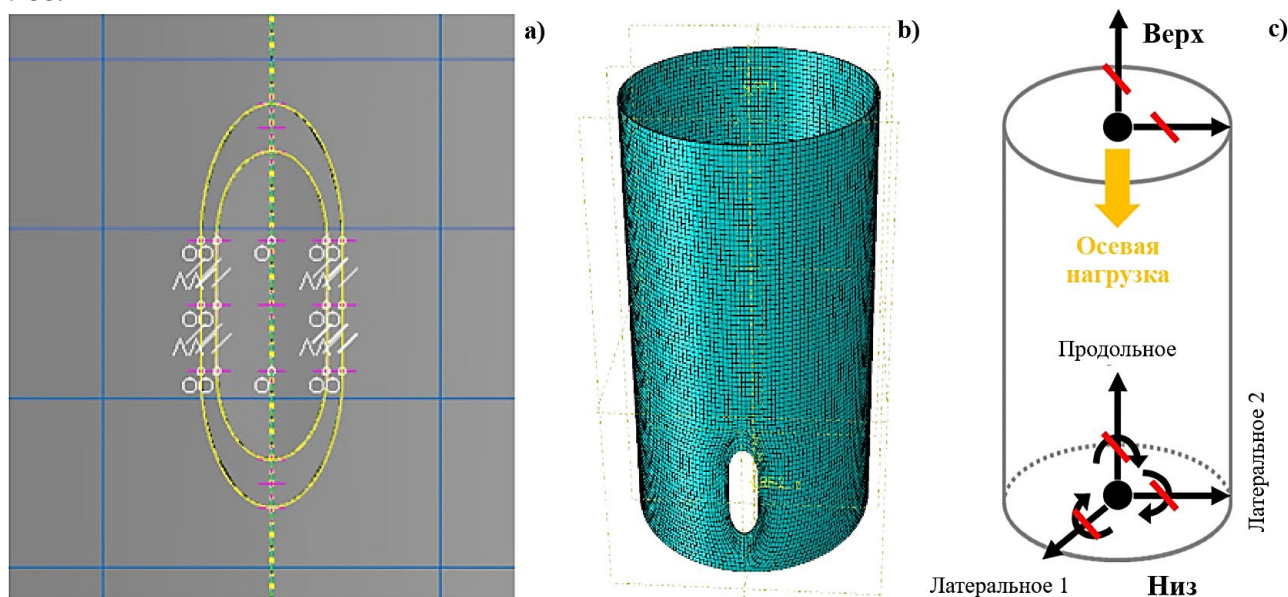 a)
b)
c)
Верх
Осевая
нагрузка
Продольное
Латеральное 2
Латеральное 1
Низ